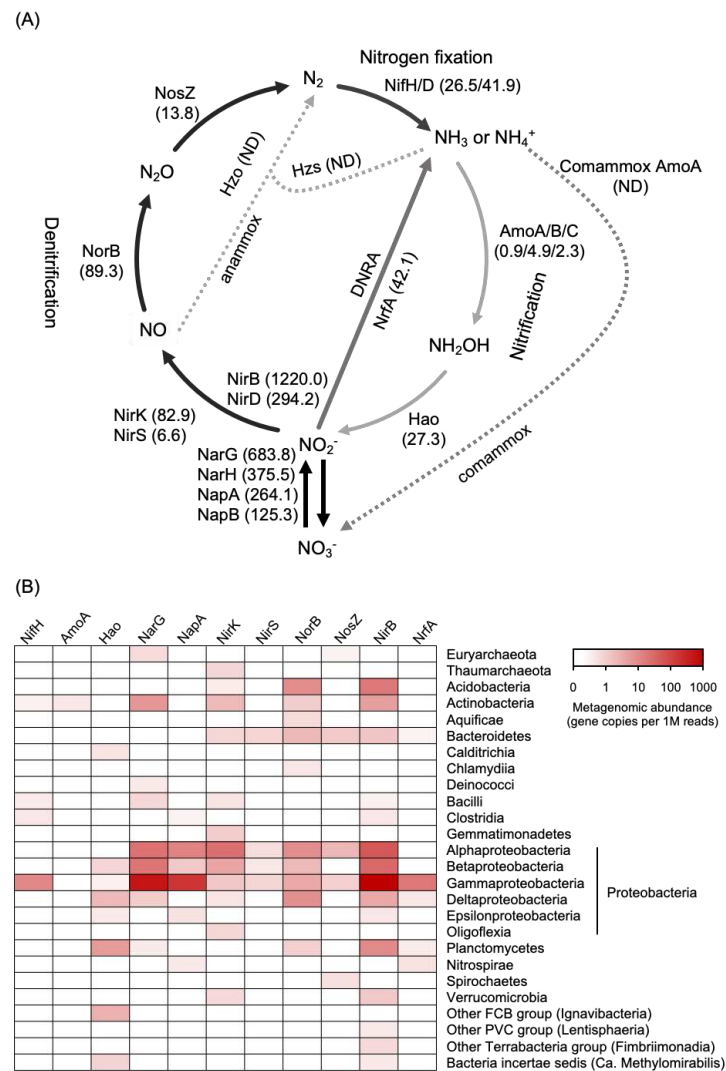 (A)
Nitrogen fixation
N₂
NifH/D (26.5/41.9)
NosZ
(13.8)
NH₃ or NH₄⁺
Comammox AmoA
(ND)
N₂O
Hzo (ND)
Hzs (ND)
anammox
Denitrification
NorB
(89.3)
DNRA
NrfA (42.1)
AmoA/B/C
(0.9/4.9/2.3)
Nitrification
NO
NH₂OH
NirB (1220.0)
NirD (294.2)
NirK (82.9)
NirS (6.6)
Hao
(27.3)
comammox
NO₂⁻
NarG (683.8)
NarH (375.5)
NapA (264.1)
NapB (125.3)
NO₃⁻
(B)
NifH AmoA Hao NarG NapA NirK NirS NorB NosZ NirB NrfA
Euryarchaeota
Thaumarchaeota
Acidobacteria
Actinobacteria
Aquificae
Bacteroidetes
Calditrichia
Chlamydiia
Deinococci
Bacilli
Clostridia
Gemmatimonadetes
Alphaproteobacteria
Betaproteobacteria
Gammaproteobacteria
Deltaproteobacteria
Epsilonproteobacteria
Oligoflexia
Planctomycetes
Nitrospirae
Spirochaetes
Verrucomicrobia
Other FCB group (Ignavibacteria)
Other PVC group (Lentisphaeria)
Other Terrabacteria group (Fimbriimonadia)
Bacteria incertae sedis (Ca. Methylomirabilis)
Proteobacteria
0 1 10 100 1000
Metagenomic abundance
(gene copies per 1M reads)